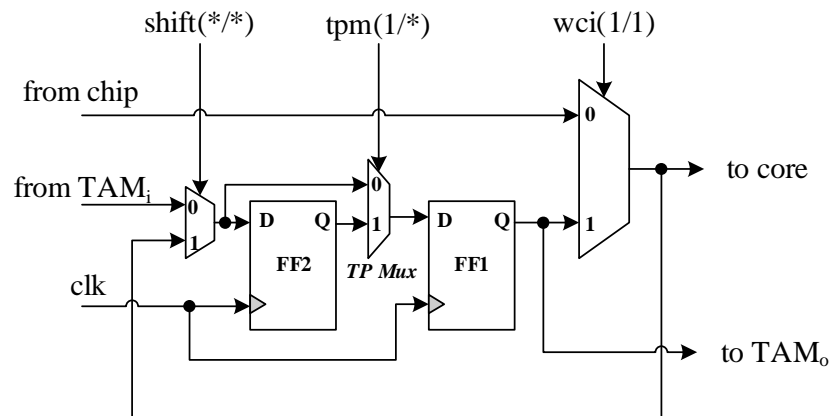 shift(*/*) tpm(1/*) wci(1/1)
from chip
0
from TAMi
0
0
to core
1
D Q
1
D Q
1
FF2
TP Mux
FF1
clk
to TAMo